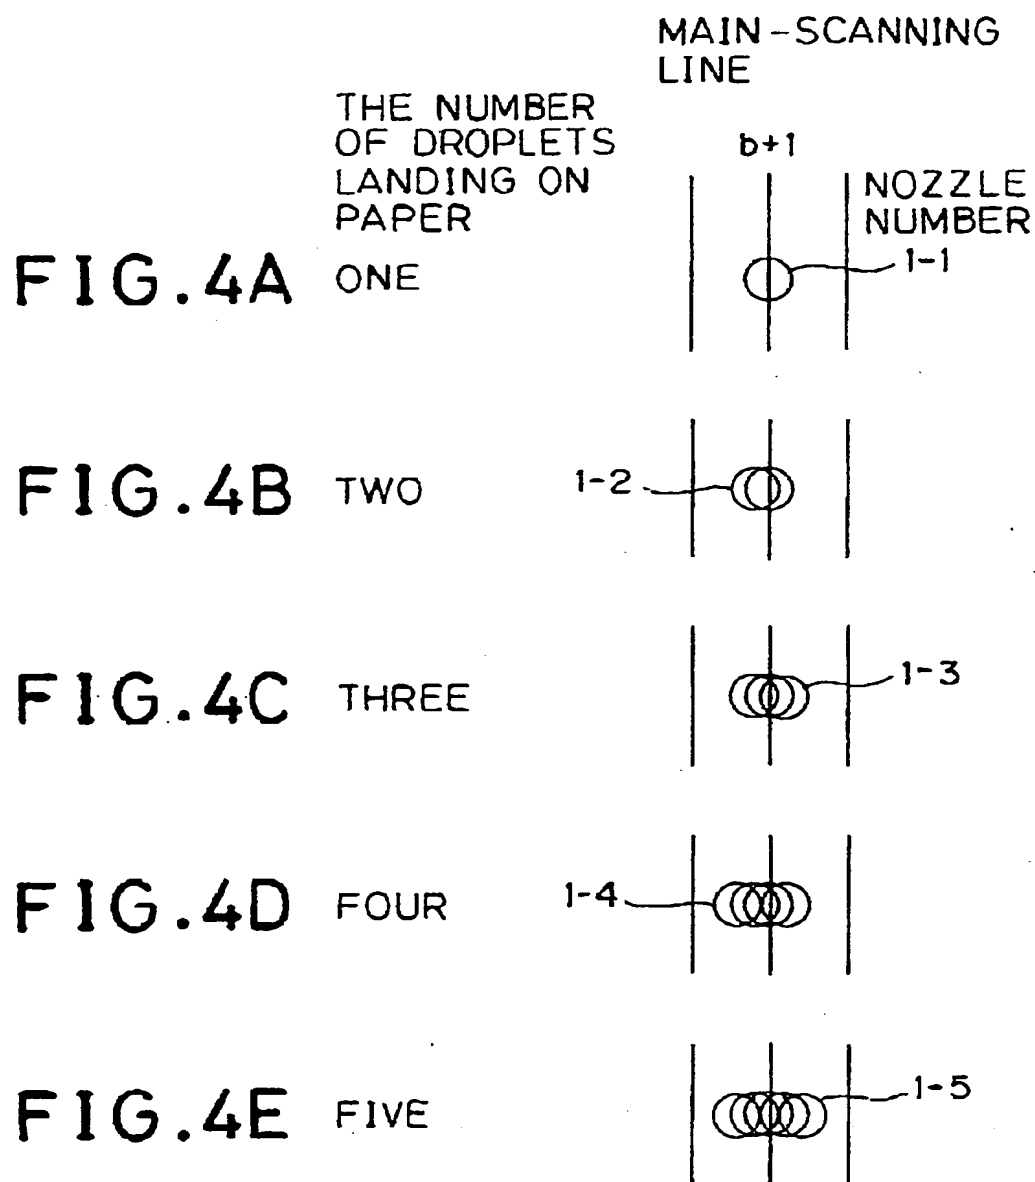 MAIN-SCANNING
LINE
THE NUMBER
OF DROPLETS
LANDING ON
PAPER
b+1
NOZZLE
NUMBER
FIG.4A ONE 1-1
FIG.4B TWO 1-2
FIG.4C THREE 1-3
FIG.4D FOUR 1-4
FIG.4E FIVE 1-5